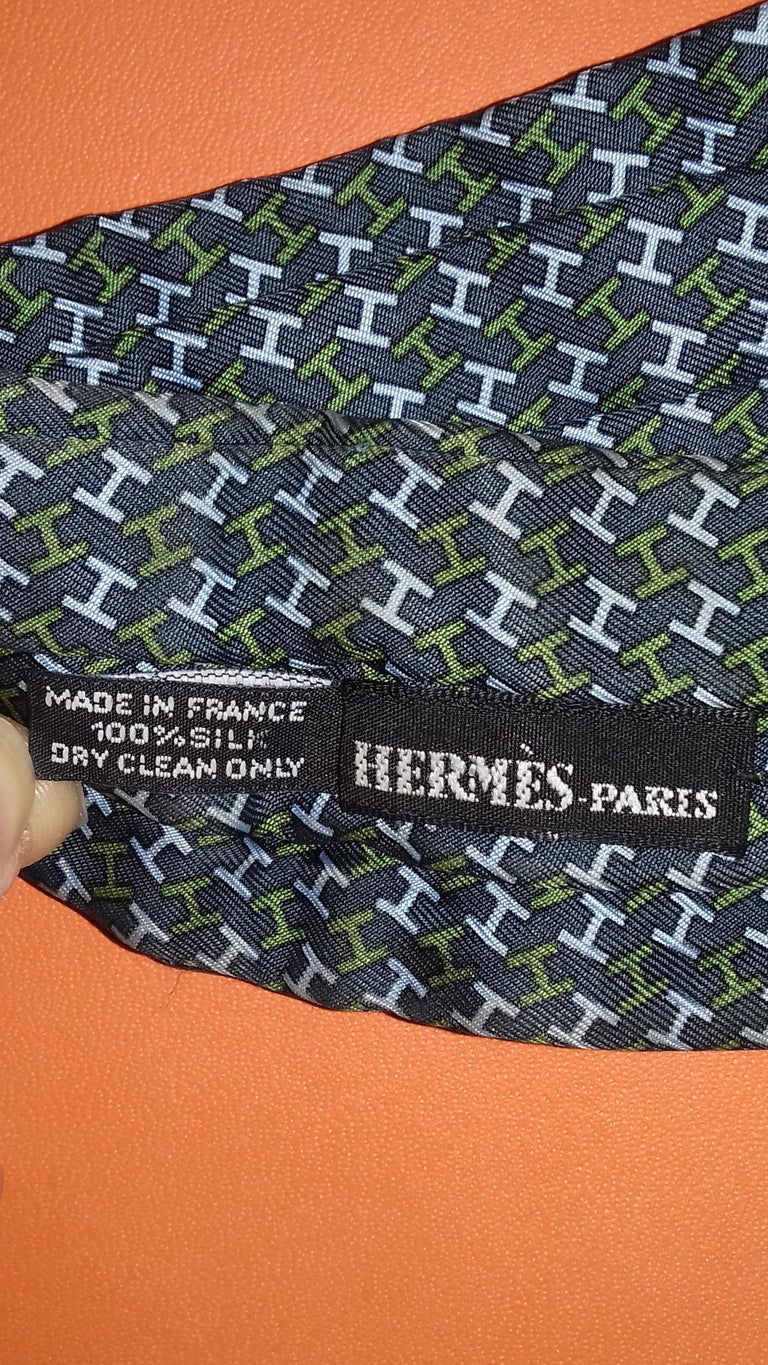 MADE IN FRANCE
100% SILK
DRY CLEAN ONLY
HERMÈS-PARIS